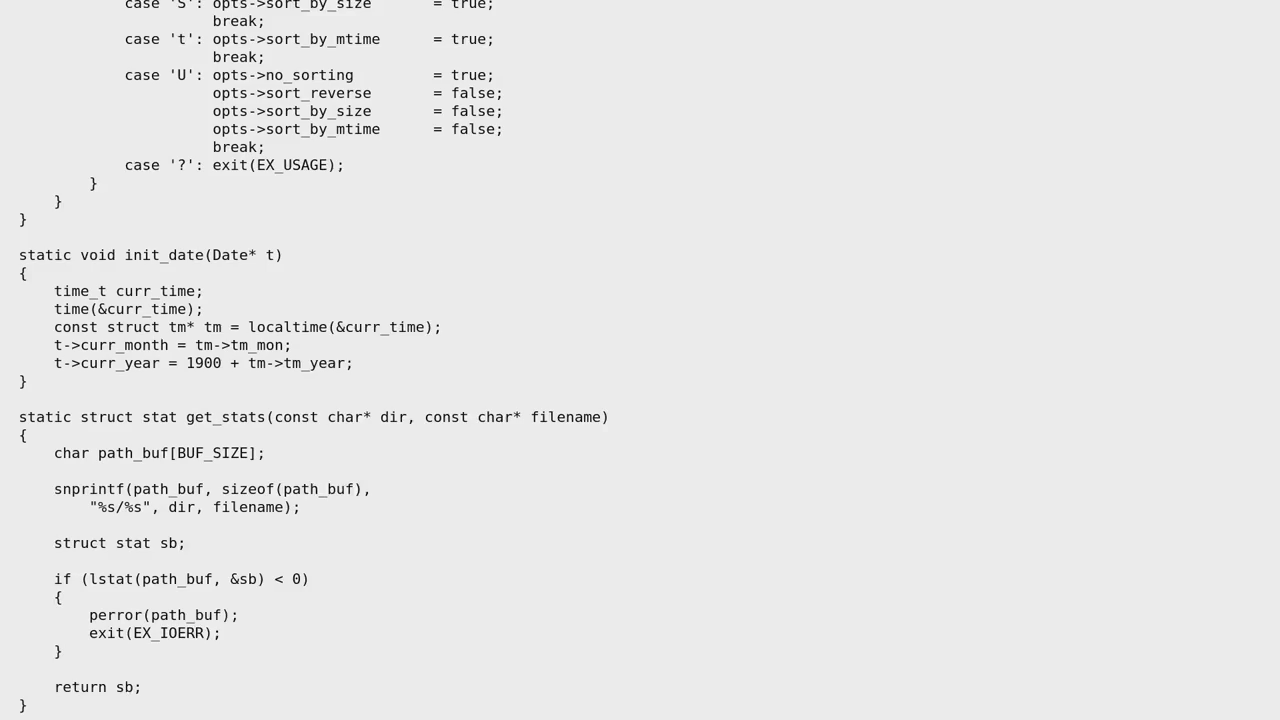 case 'S': opts->sort_by_size       = true;
                      break;
            case 't': opts->sort_by_mtime      = true;
                      break;
            case 'U': opts->no_sorting         = true;
                      opts->sort_reverse       = false;
                      opts->sort_by_size       = false;
                      opts->sort_by_mtime      = false;
                      break;
            case '?': exit(EX_USAGE);
        }
    }
}

static void init_date(Date* t)
{
    time_t curr_time;
    time(&curr_time);
    const struct tm* tm = localtime(&curr_time);
    t->curr_month = tm->tm_mon;
    t->curr_year = 1900 + tm->tm_year;
}

static struct stat get_stats(const char* dir, const char* filename)
{
    char path_buf[BUF_SIZE];

    snprintf(path_buf, sizeof(path_buf),
        "%s/%s", dir, filename);

    struct stat sb;

    if (lstat(path_buf, &sb) < 0)
    {
        perror(path_buf);
        exit(EX_IOERR);
    }

    return sb;
}